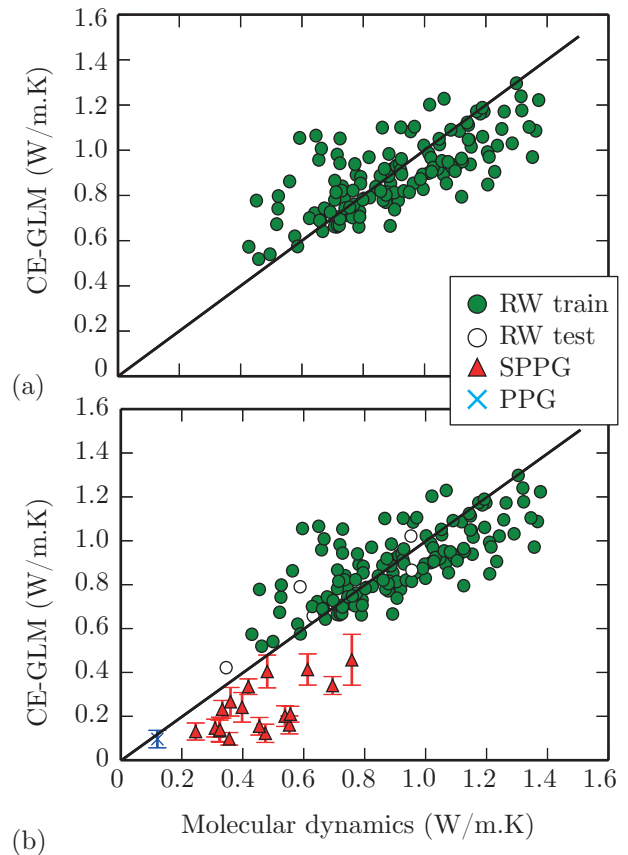 1.6
1.4
1.2
1.0
0.8
0.6
0.4
0.2
0
CE-GLM (W/m.K)
(a)
RW train
RW test
SPPG
PPG
1.6
1.4
1.2
1.0
0.8
0.6
0.4
0.2
0
CE-GLM (W/m.K)
0 0.2 0.4 0.6 0.8 1.0 1.2 1.4 1.6
Molecular dynamics (W/m.K)
(b)